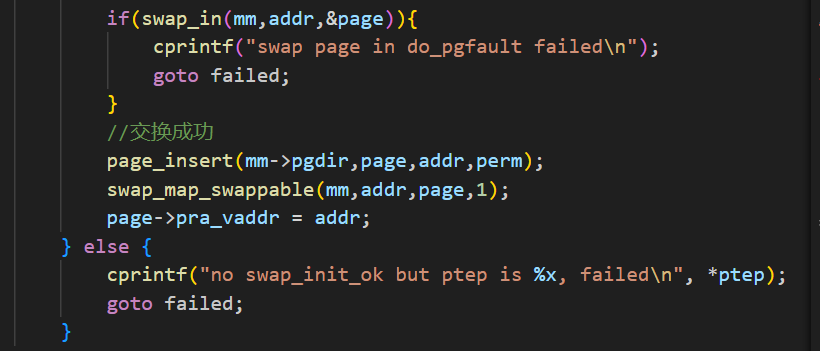 if(swap_in(mm,addr,&page)){
cprintf("swap page in do_pgfault failed\n");
goto failed;
}
//交换成功
page_insert(mm->pgdir,page,addr,perm);
swap_map_swappable(mm,addr,page,1);
page->pra_vaddr = addr;
} else {
cprintf("no swap_init_ok but ptep is %x, failed\n", *ptep);
goto failed;
}